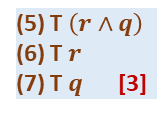 (5) T (r ∧ q)
(6) T r
(7) T q [3]